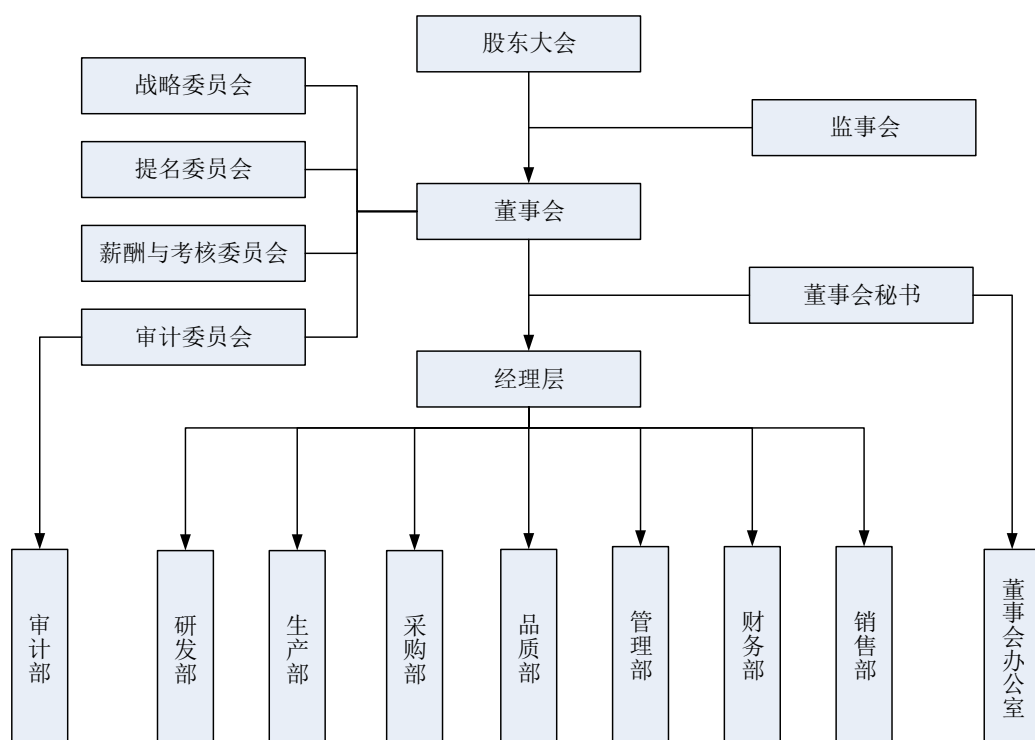 股东大会
战略委员会
监事会
提名委员会
董事会
薪酬与考核委员会
董事会秘书
审计委员会
经理层
审计部
研发部
生产部
采购部
品质部
管理部
财务部
销售部
董事会办公室